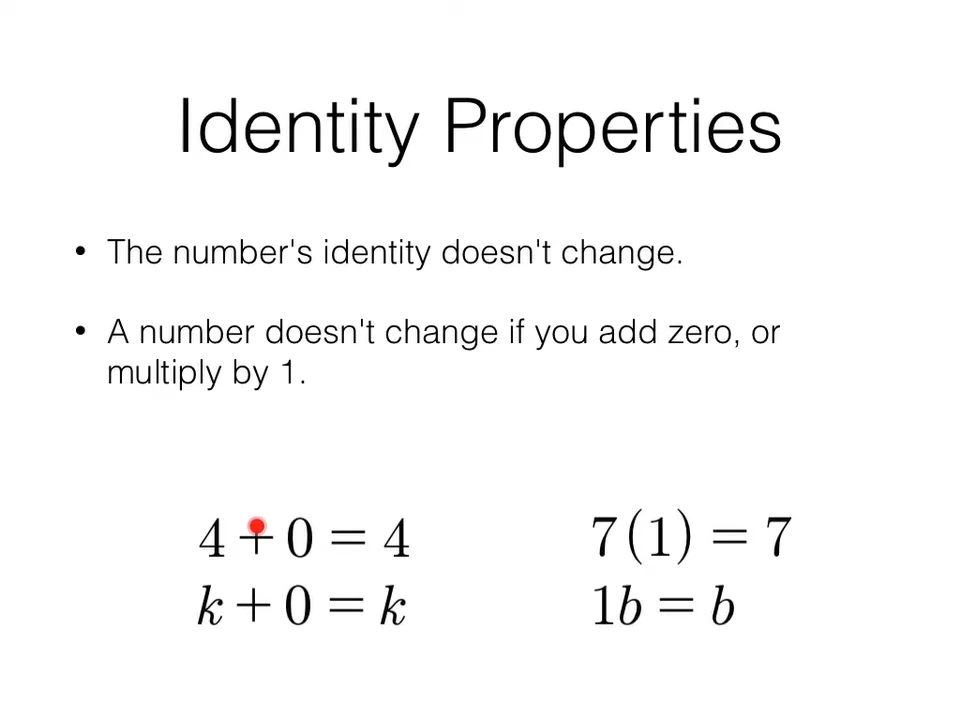 Identity Properties
• The number's identity doesn't change.
• A number doesn't change if you add zero, or
multiply by 1.
4 + 0 = 4
7(1) = 7
k + 0 = k
1b = b